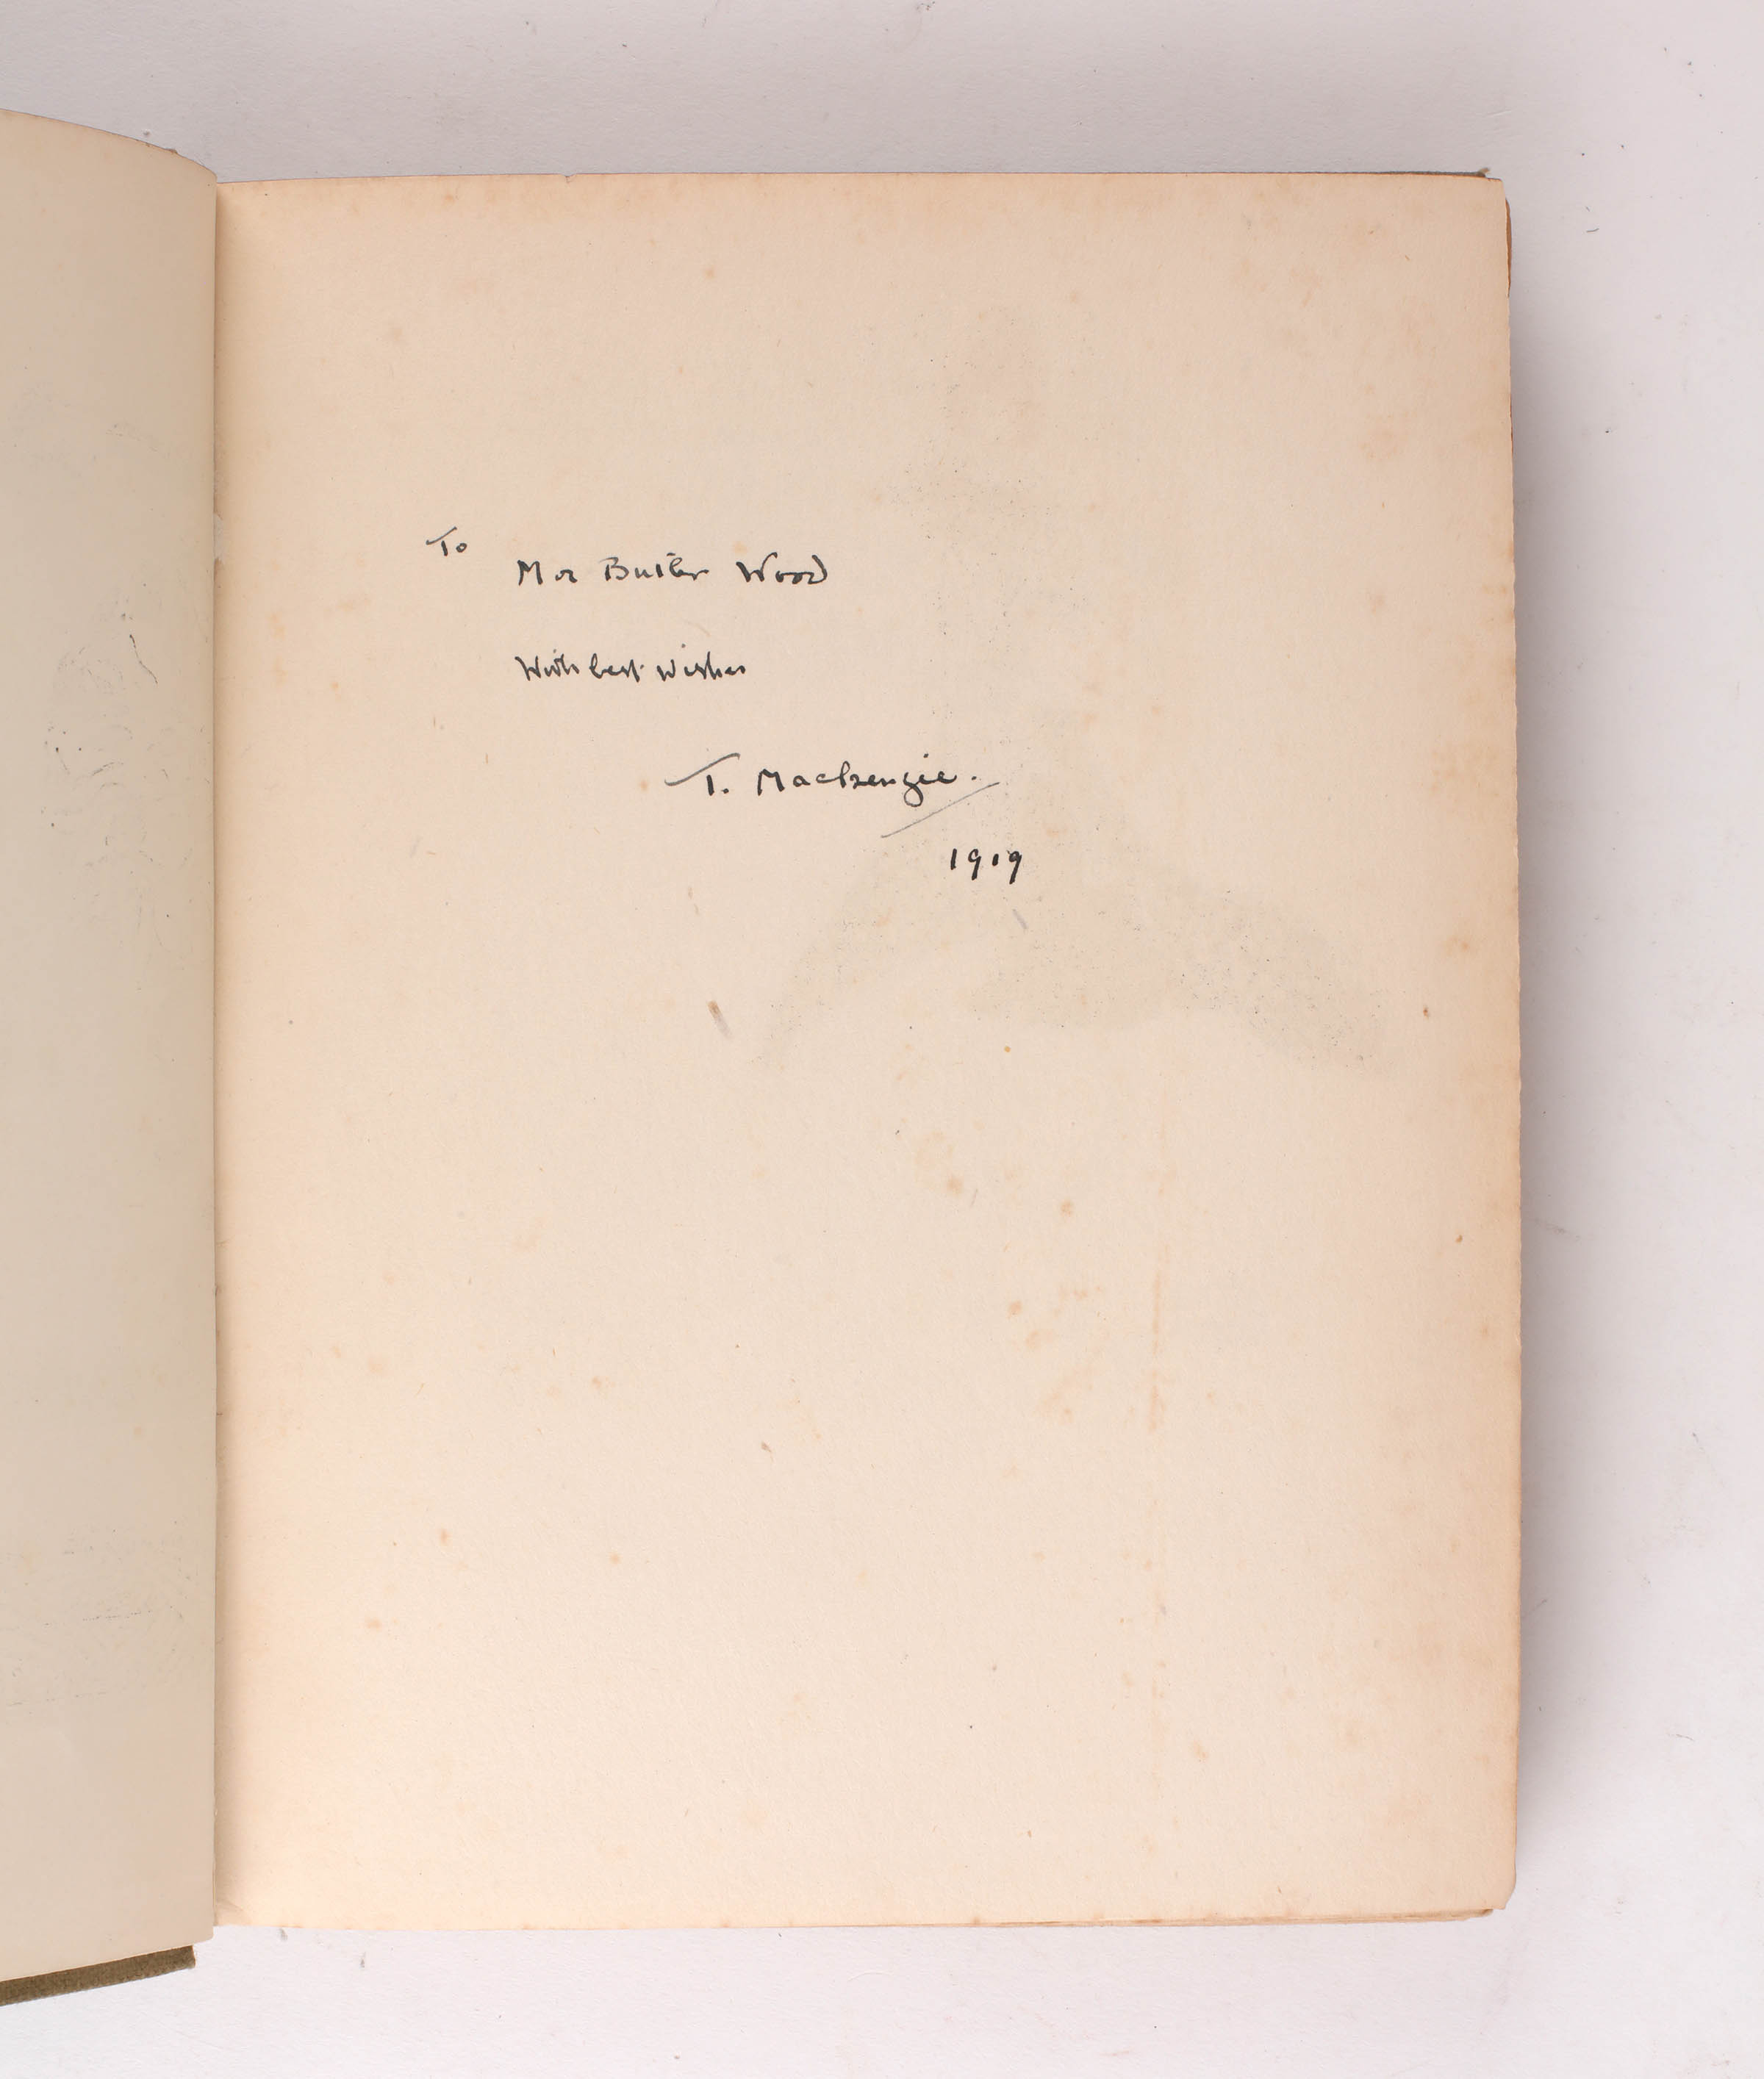 To
Mr Butler Wood
With best wishes
T. Mackenzie.
1919